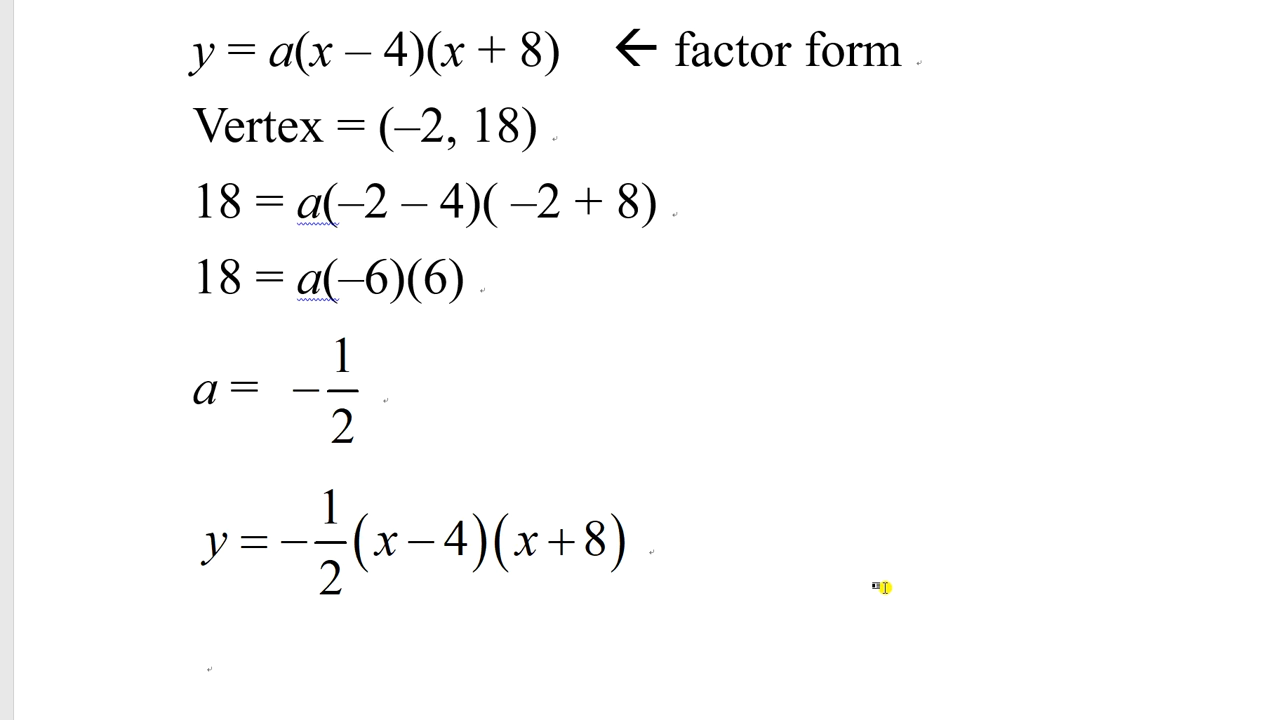 y = a(x – 4)(x + 8)   ← factor form
Vertex = (–2, 18)
18 = a(–2 – 4)( –2 + 8)
18 = a(–6)(6)
a = −1/2
y = −1/2(x − 4)(x + 8)